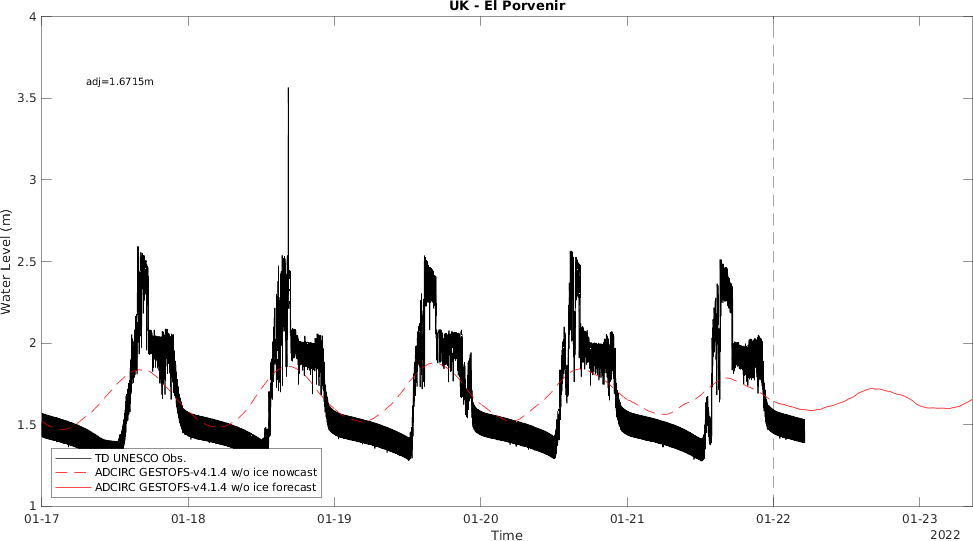 UK - El Porvenir
4
adj=1.6715m
3.5
3
2.5
2
1.5
1
Water Level (m)
TD UNESCO Obs.
ADCIRC GESTOFS-v4.1.4 w/o ice nowcast
ADCIRC GESTOFS-v4.1.4 w/o ice forecast
01-17 01-18 01-19 01-20 01-21 01-22 01-23
Time
2022